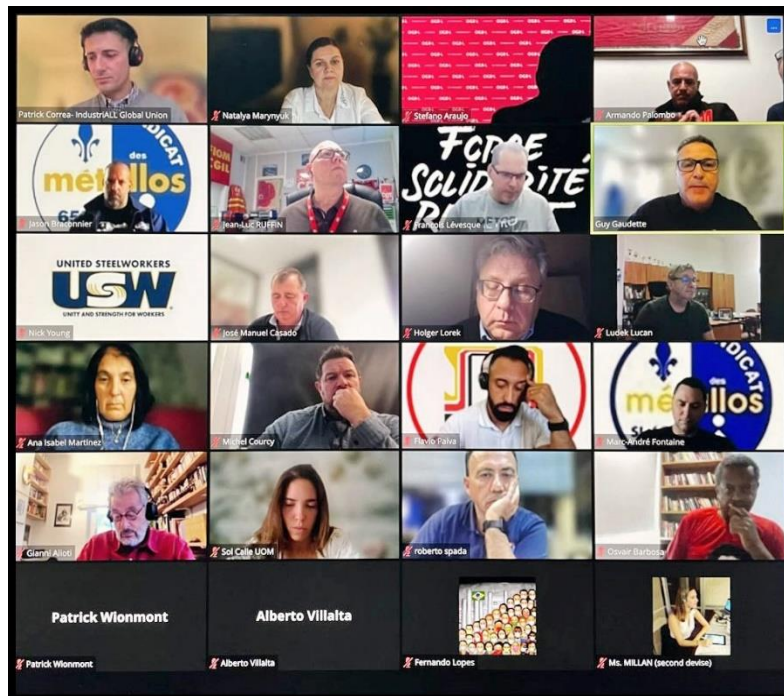 Patrick Correa- IndustriALL Global Union
Natalya Marynyuk
Stefano Araujo
Armando Palombo
SYNDICAT
des
métallos
65
Jason Braconnier
FIOM
CGIL
Jean-Luc RUFFIN
FORCE
SOLIDARITÉ
François Lévesque
Guy Gaudette
UNITED STEELWORKERS
USW
UNITY AND STRENGTH FOR WORKERS
Nick Young
José Manuel Casado
Holger Lorek
Ludek Lucan
Ana Isabel Martinez
Michel Courcy
Flavio Paiva
des
métallos
Marc-André Fontaine
Gianni Alioti
Sol Calle UOM
roberto spada
Osvair Barbosa
Patrick Wionmont
Patrick Wionmont
Alberto Villalta
Alberto Villalta
Fernando Lopes
Ms. MILLAN (second devise)